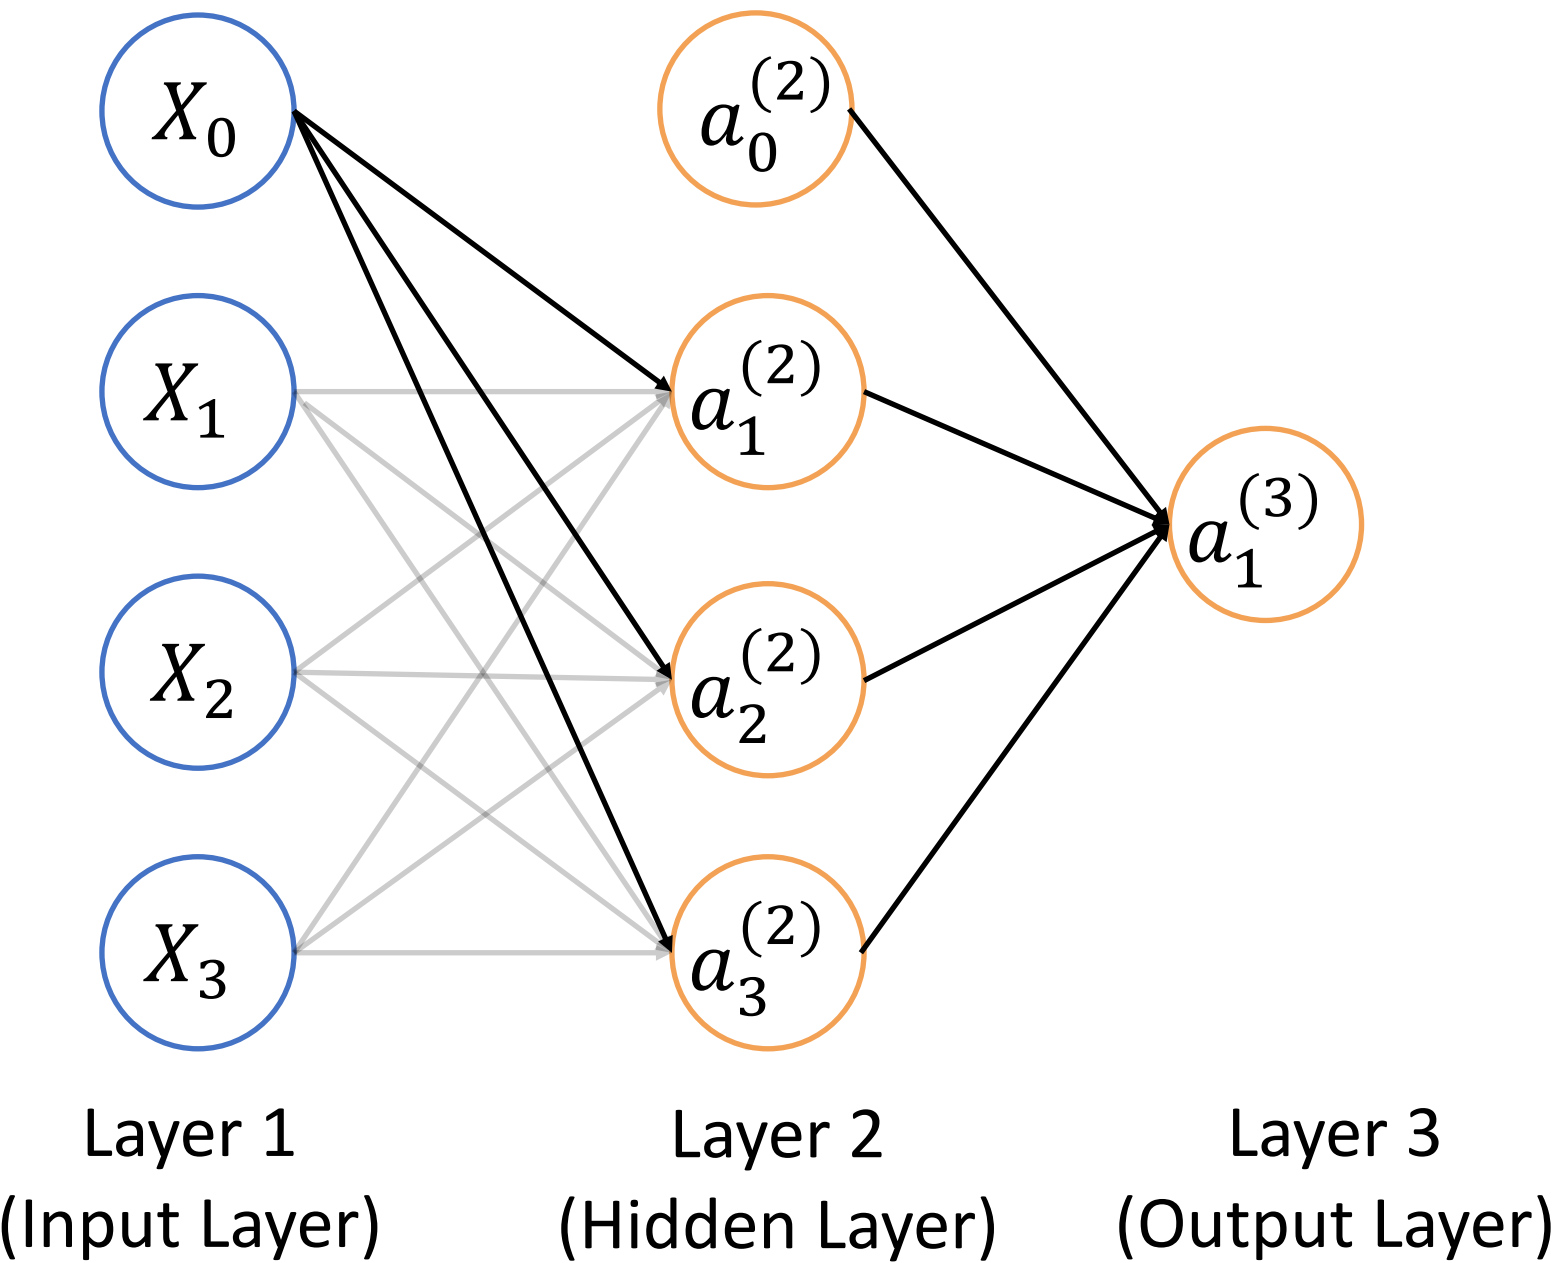 X₀
a₀⁽²⁾
X₁
a₁⁽²⁾
a₁⁽³⁾
X₂
a₂⁽²⁾
X₃
a₃⁽²⁾
Layer 1
(Input Layer)
Layer 2
(Hidden Layer)
Layer 3
(Output Layer)